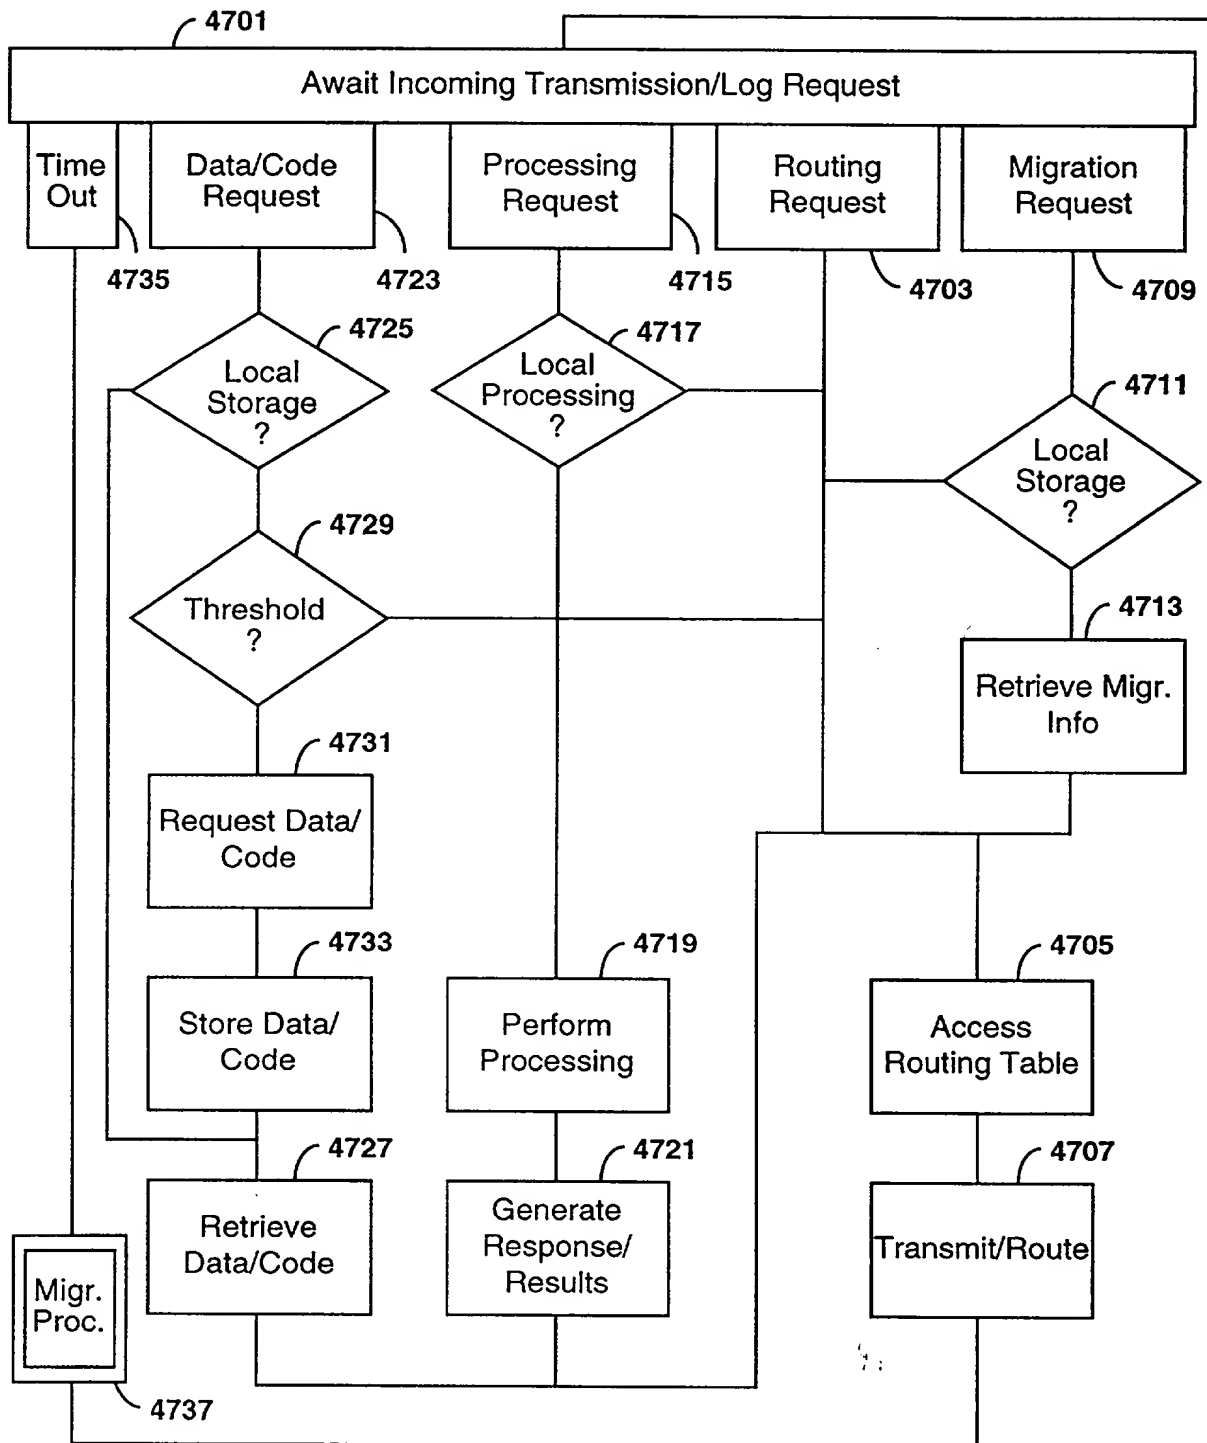 4701
Await Incoming Transmission/Log Request
Time
Out
Data/Code
Request
Processing
Request
Routing
Request
Migration
Request
4735
4723
4715
4703
4709
4725
Local
Storage
?
4717
Local
Processing
?
4711
Local
Storage
?
4729
Threshold
?
4713
Retrieve Migr.
Info
4731
Request Data/
Code
4733
Store Data/
Code
4719
Perform
Processing
4705
Access
Routing Table
4727
Retrieve
Data/Code
4721
Generate
Response/
Results
4707
Transmit/Route
Migr.
Proc.
4737